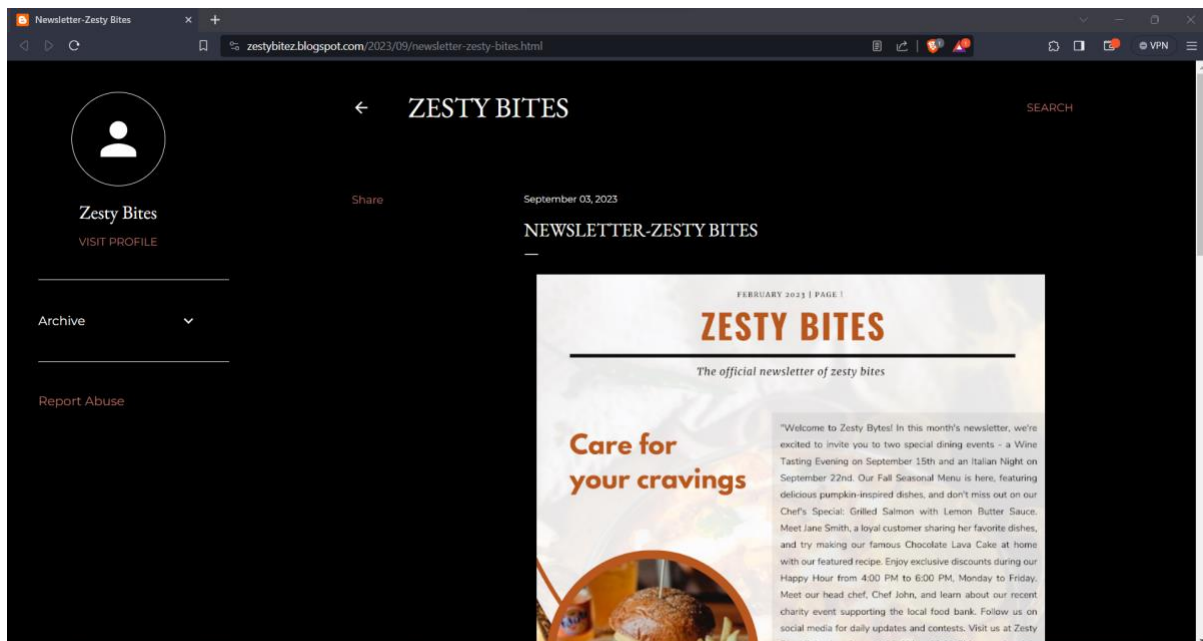 Newsletter-Zesty Bites
zestybitez.blogspot.com/2023/09/newsletter-zesty-bites.html
VPN
ZESTY BITES
SEARCH
Zesty Bites
VISIT PROFILE
Archive
Report Abuse
Share
September 03, 2023
NEWSLETTER-ZESTY BITES
FEBRUARY 2023 | PAGE 1
ZESTY BITES
The official newsletter of zesty bites
Care for
your cravings
"Welcome to Zesty Bytes! In this month's newsletter, we're
excited to invite you to two special dining events - a Wine
Tasting Evening on September 15th and an Italian Night on
September 22nd. Our Fall Seasonal Menu is here, featuring
delicious pumpkin-inspired dishes, and don't miss out on our
Chef's Special: Grilled Salmon with Lemon Butter Sauce.
Meet Jane Smith, a loyal customer sharing her favorite dishes,
and try making our famous Chocolate Lava Cake at home
with our featured recipe. Enjoy exclusive discounts during our
Happy Hour from 4:00 PM to 6:00 PM, Monday to Friday.
Meet our head chef, Chef John, and learn about our recent
charity event supporting the local food bank. Follow us on
social media for daily updates and contests. Visit us at Zesty